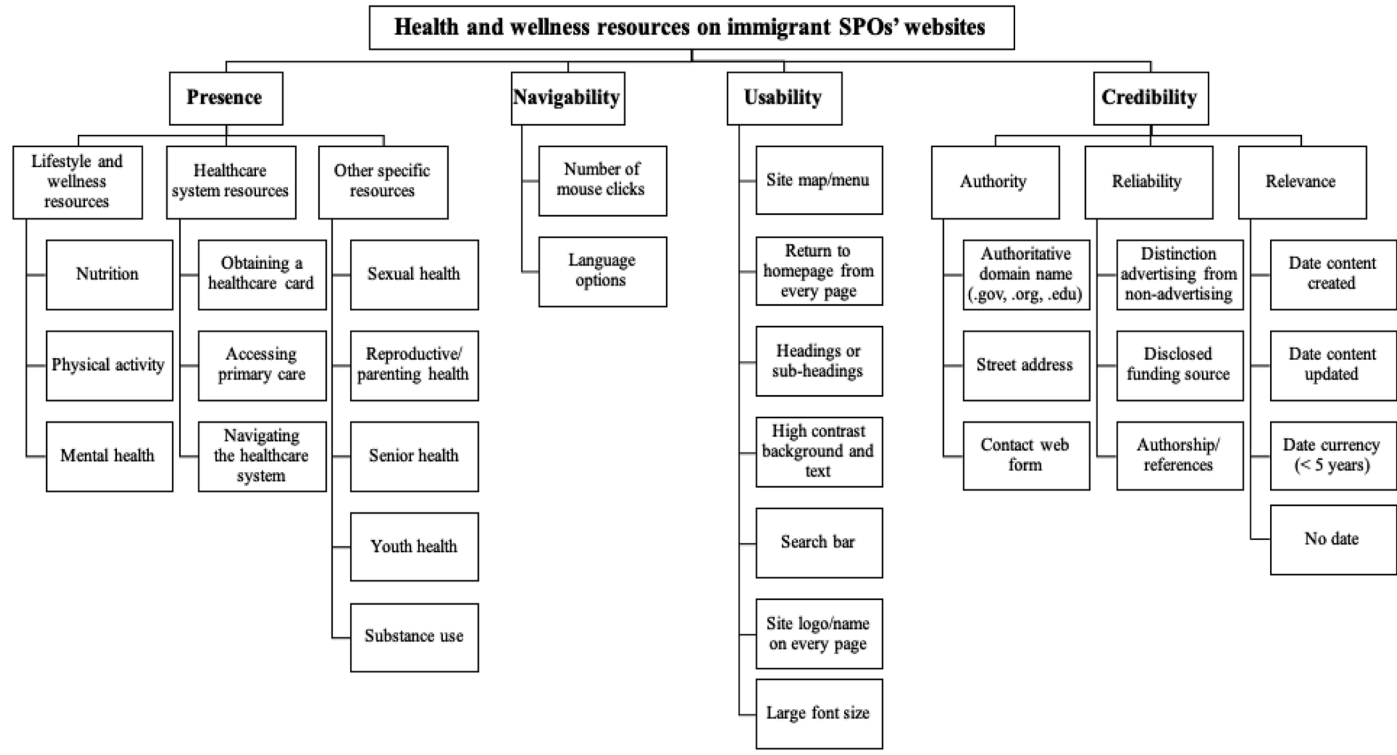 Health and wellness resources on immigrant SPOs' websites
Presence
Navigability
Usability
Credibility
Lifestyle and
wellness
resources
Healthcare
system resources
Other specific
resources
Nutrition
Physical activity
Mental health
Obtaining a
healthcare card
Accessing
primary care
Navigating
the healthcare
system
Sexual health
Reproductive/
parenting health
Senior health
Youth health
Substance use
Number of
mouse clicks
Language
options
Site map/menu
Return to
homepage from
every page
Headings or
sub-headings
High contrast
background and
text
Search bar
Site logo/name
on every page
Large font size
Authority
Reliability
Relevance
Authoritative
domain name
(.gov, .org, .edu)
Street address
Contact web
form
Distinction
advertising from
non-advertising
Disclosed
funding source
Authorship/
references
Date content
created
Date content
updated
Date currency
(< 5 years)
No date